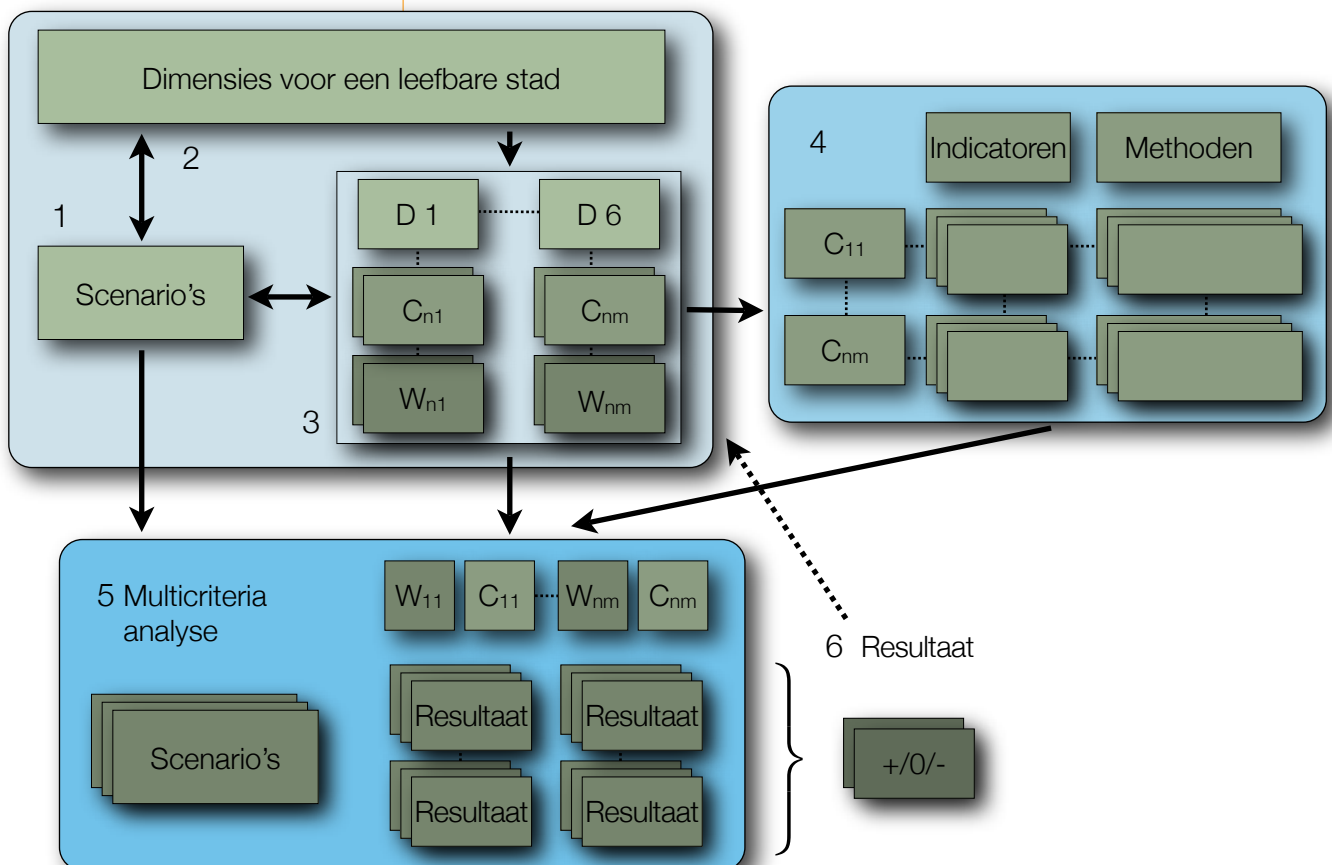 Dimensies voor een leefbare stad
2
1
Scenario's
D 1
D 6
Cn1
Cnm
Wn1
Wnm
3
4
Indicatoren
Methoden
C11
Cnm
5 Multicriteria
analyse
W11
C11
Wnm
Cnm
Scenario's
Resultaat
Resultaat
Resultaat
Resultaat
6 Resultaat
+/0/-